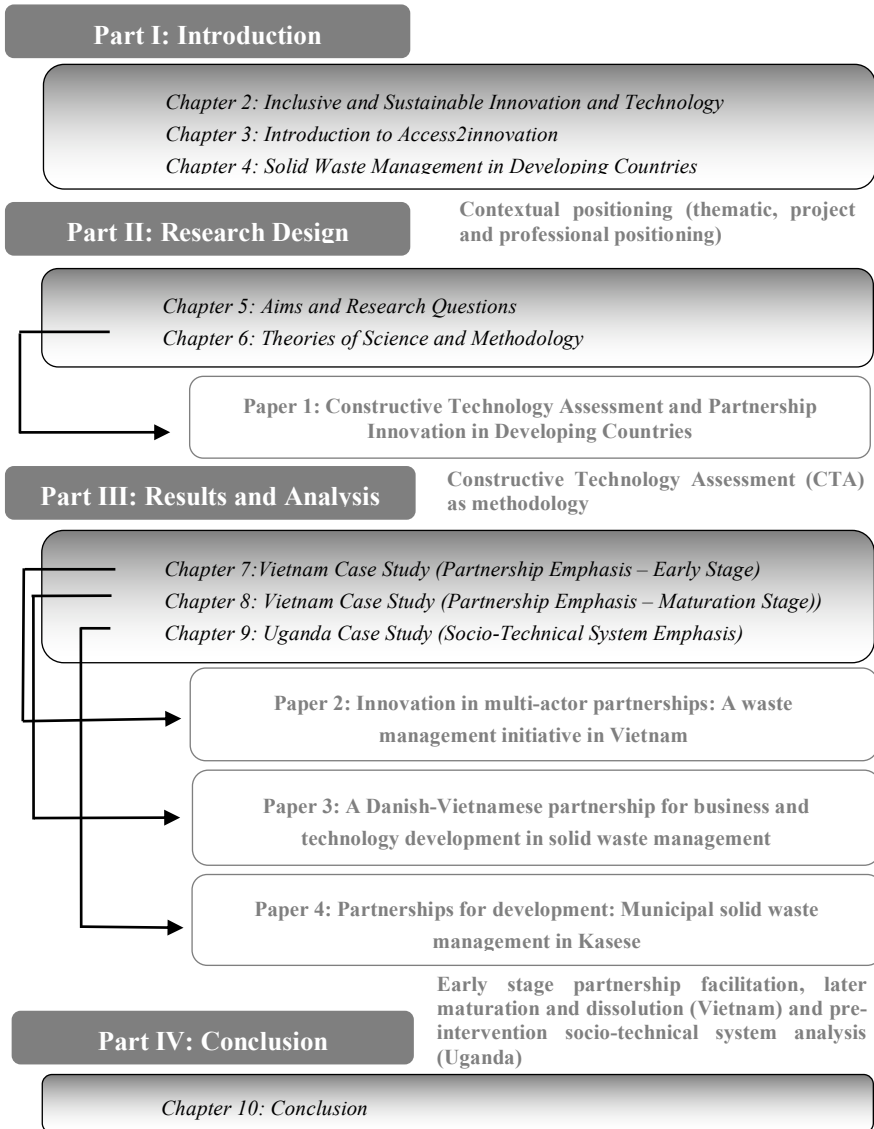 Part I: Introduction
Chapter 2: Inclusive and Sustainable Innovation and Technology
Chapter 3: Introduction to Access2innovation
Chapter 4: Solid Waste Management in Developing Countries
Contextual positioning (thematic, project
and professional positioning)
Part II: Research Design
Chapter 5: Aims and Research Questions
Chapter 6: Theories of Science and Methodology
Paper 1: Constructive Technology Assessment and Partnership
Innovation in Developing Countries
Constructive Technology Assessment (CTA)
as methodology
Part III: Results and Analysis
Chapter 7:Vietnam Case Study (Partnership Emphasis – Early Stage)
Chapter 8: Vietnam Case Study (Partnership Emphasis – Maturation Stage))
Chapter 9: Uganda Case Study (Socio-Technical System Emphasis)
Paper 2: Innovation in multi-actor partnerships: A waste
management initiative in Vietnam
Paper 3: A Danish-Vietnamese partnership for business and
technology development in solid waste management
Paper 4: Partnerships for development: Municipal solid waste
management in Kasese
Early stage partnership facilitation, later
maturation and dissolution (Vietnam) and pre-
intervention socio-technical system analysis
(Uganda)
Part IV: Conclusion
Chapter 10: Conclusion